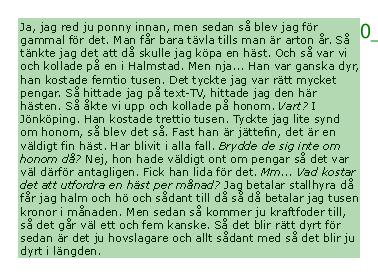 Ja, jag red ju ponny innan, men sedan så blev jag för
gammal för det. Man får bara tävla tills man är arton år. Så
tänkte jag det att då skulle jag köpa en häst. Och så var vi
och kollade på en i Halmstad. Men nja... Han var ganska dyr,
han kostade femtio tusen. Det tyckte jag var rätt mycket
pengar. Så hittade jag på text-TV, hittade jag den här
hästen. Så åkte vi upp och kollade på honom. Vart? I
Jönköping. Han kostade trettio tusen. Tyckte jag lite synd
om honom, så blev det så. Fast han är jättefin, det är en
väldigt fin häst. Har blivit i alla fall. Brydde de sig inte om
honom då? Nej, hon hade väldigt ont om pengar så det var
väl därför antagligen. Fick han lida för det. Mm... Vad kostar
det att utfordra en häst per månad? Jag betalar stallhyra då
får jag halm och hö och sådant till då så då betalar jag tusen
kronor i månaden. Men sedan så kommer ju kraftfoder till,
så det går väl ett och fem kanske. Så det blir rätt dyrt för
sedan är det ju hovslagare och allt sådant med så det blir ju
dyrt i längden.
0_